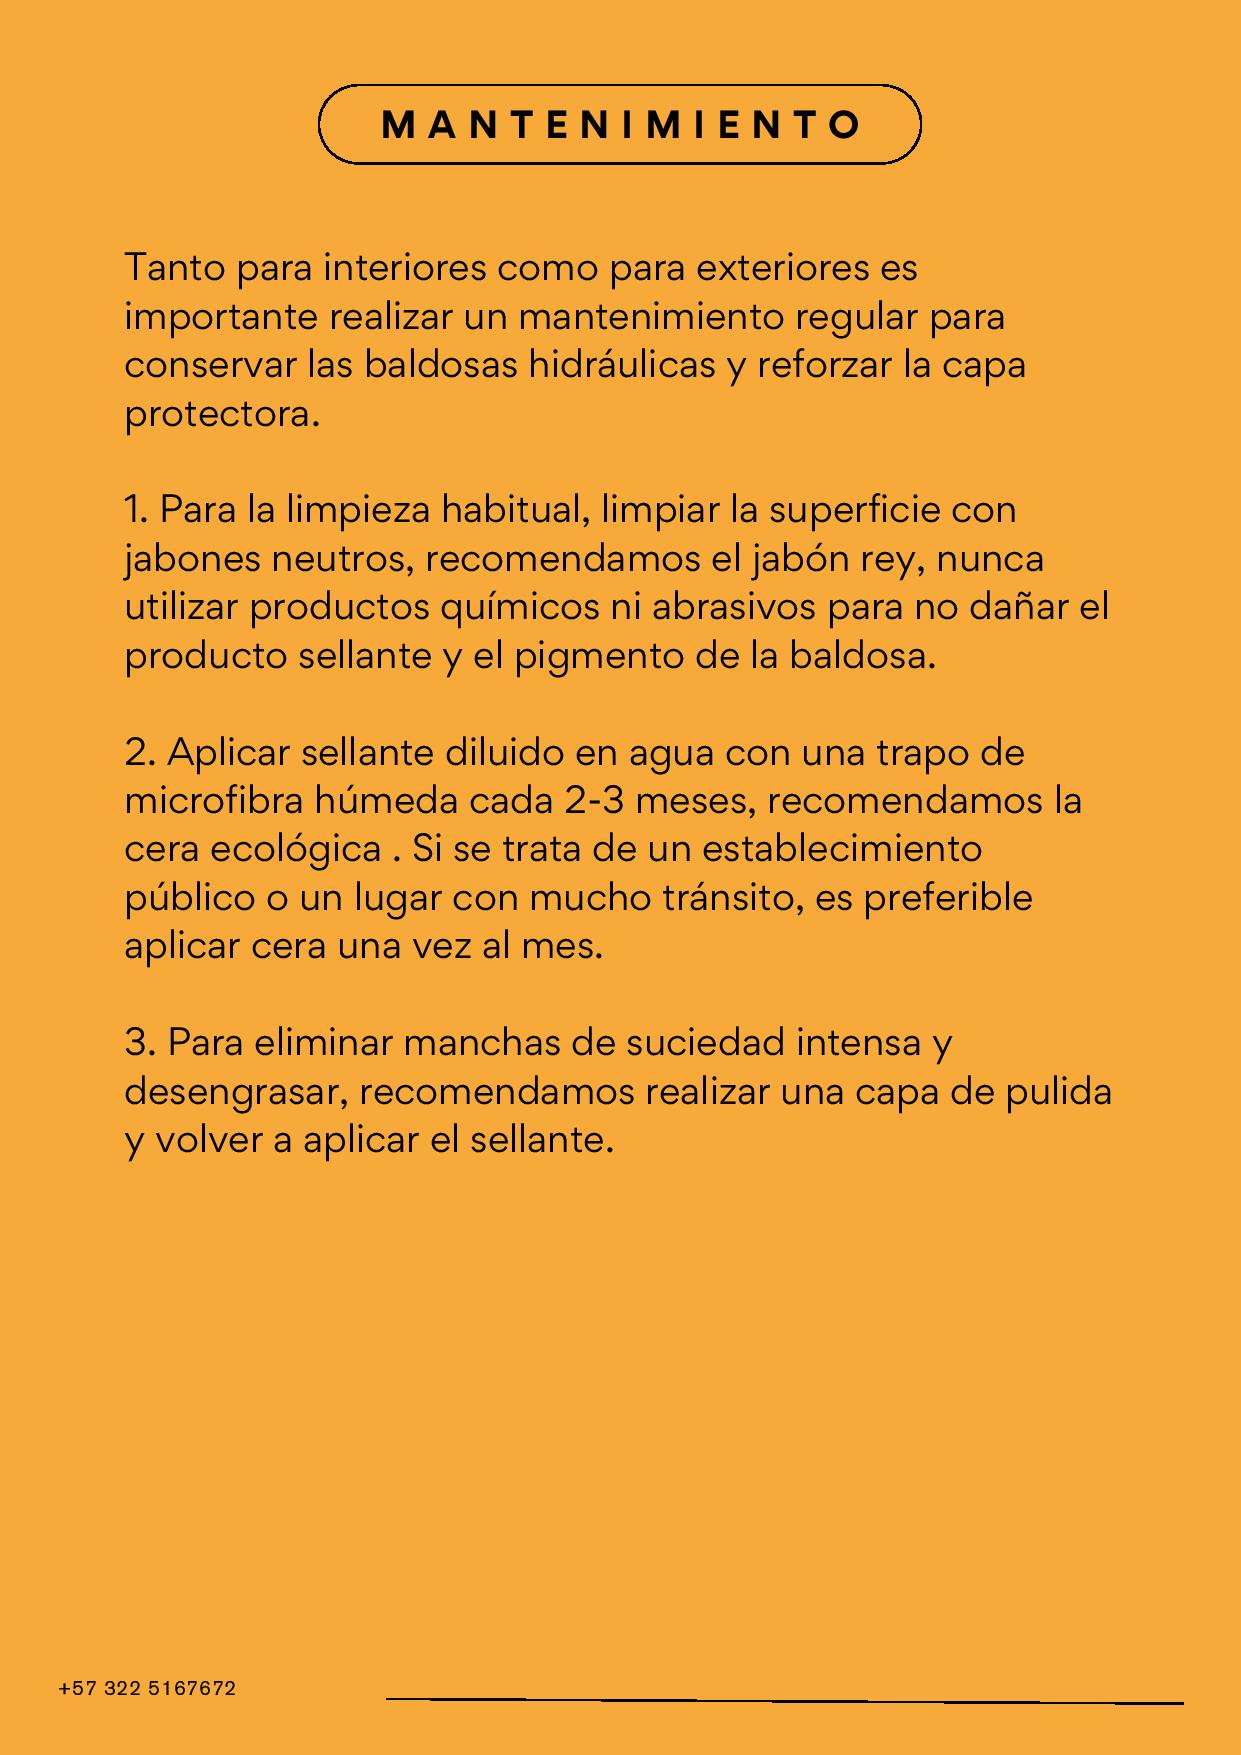 MANTENIMIENTO
Tanto para interiores como para exteriores es
importante realizar un mantenimiento regular para
conservar las baldosas hidráulicas y reforzar la capa
protectora.
1. Para la limpieza habitual, limpiar la superficie con
jabones neutros, recomendamos el jabón rey, nunca
utilizar productos químicos ni abrasivos para no dañar el
producto sellante y el pigmento de la baldosa.
2. Aplicar sellante diluido en agua con una trapo de
microfibra húmeda cada 2-3 meses, recomendamos la
cera ecológica . Si se trata de un establecimiento
público o un lugar con mucho tránsito, es preferible
aplicar cera una vez al mes.
3. Para eliminar manchas de suciedad intensa y
desengrasar, recomendamos realizar una capa de pulida
y volver a aplicar el sellante.
+57 322 5167672